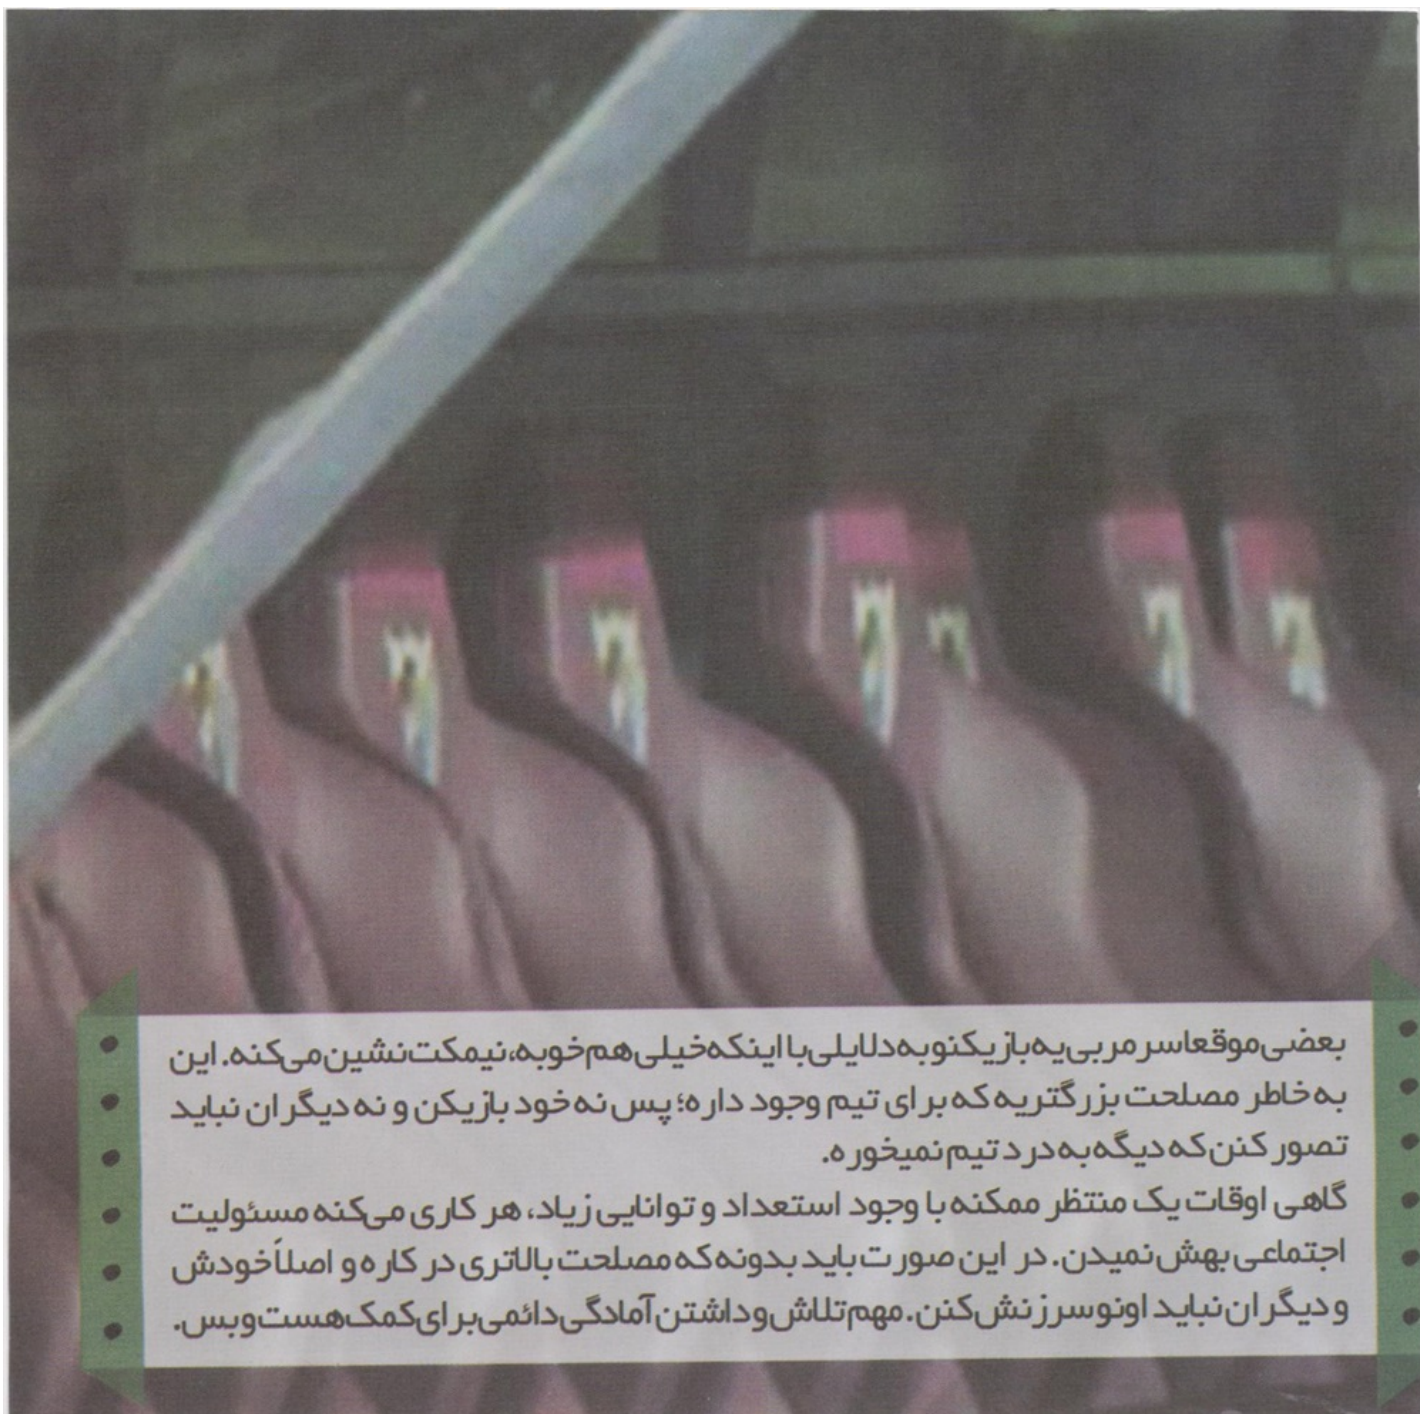 بعضی موقعا سرمربی یه بازیکنو به دلایلی با اینکه خیلی هم خوبه، نیمکت نشین می‌کنه. این
به خاطر مصلحت بزرگتریه که برای تیم وجود داره؛ پس نه خود بازیکن و نه دیگران نباید
تصور کنن که دیگه به درد تیم نمیخوره.
گاهی اوقات یک منتظر ممکنه با وجود استعداد و توانایی زیاد، هر کاری می‌کنه مسئولیت
اجتماعی بهش نمیدن. در این صورت باید بدونه که مصلحت بالاتری در کاره و اصلاً خودش
و دیگران نباید اونو سرزنش کنن. مهم تلاش و داشتن آمادگی دائمی برای کمک هست و بس.